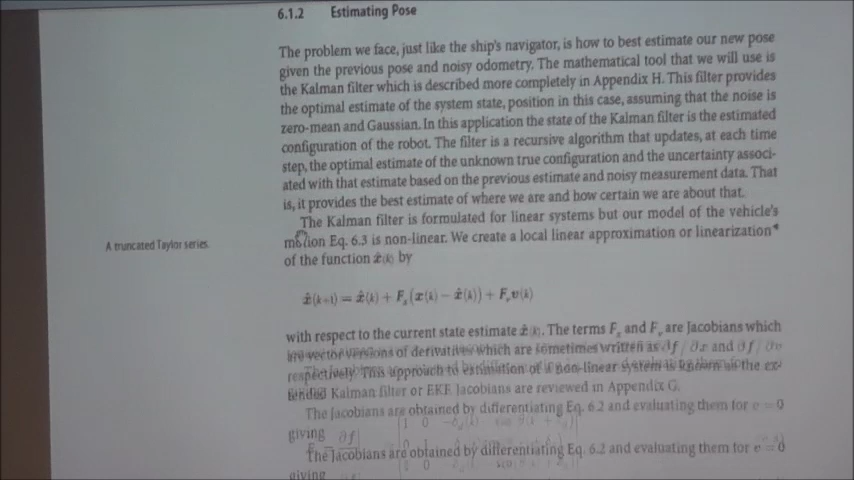 6.1.2 Estimating Pose
The problem we face, just like the ship's navigator, is how to best estimate our new pose
given the previous pose and noisy odometry. The mathematical tool that we will use is
the Kalman filter which is described more completely in Appendix H. This filter provides
the optimal estimate of the system state, position in this case, assuming that the noise is
zero-mean and Gaussian. In this application the state of the Kalman filter is the estimated
configuration of the robot. The filter is a recursive algorithm that updates, at each time
step, the optimal estimate of the unknown true configuration and the uncertainty associ-
ated with that estimate based on the previous estimate and noisy measurement data. That
is, it provides the best estimate of where we are and how certain we are about that.
The Kalman filter is formulated for linear systems but our model of the vehicle's
motion Eq. 6.3 is non-linear. We create a local linear approximation or linearization*
A truncated Taylor series.
of the function x̂⟨k⟩ by
x̂⟨k+1⟩ = x̂⟨k⟩ + Fₓ(x⟨k⟩ − x̂⟨k⟩) + Fᵥv⟨k⟩
with respect to the current state estimate x̂⟨k⟩. The terms Fₓ and Fᵥ are Jacobians which
are vector versions of derivatives which are sometimes written as ∂f/∂x and ∂f/∂v
respectively. This approach to estimation of a non-linear system is known as the ex-
tended Kalman filter or EKF. Jacobians are reviewed in Appendix G.
The Jacobians are obtained by differentiating Eq. 6.2 and evaluating them for v = 0
giving
The Jacobians are obtained by differentiating Eq. 6.2 and evaluating them for v = 0
giving